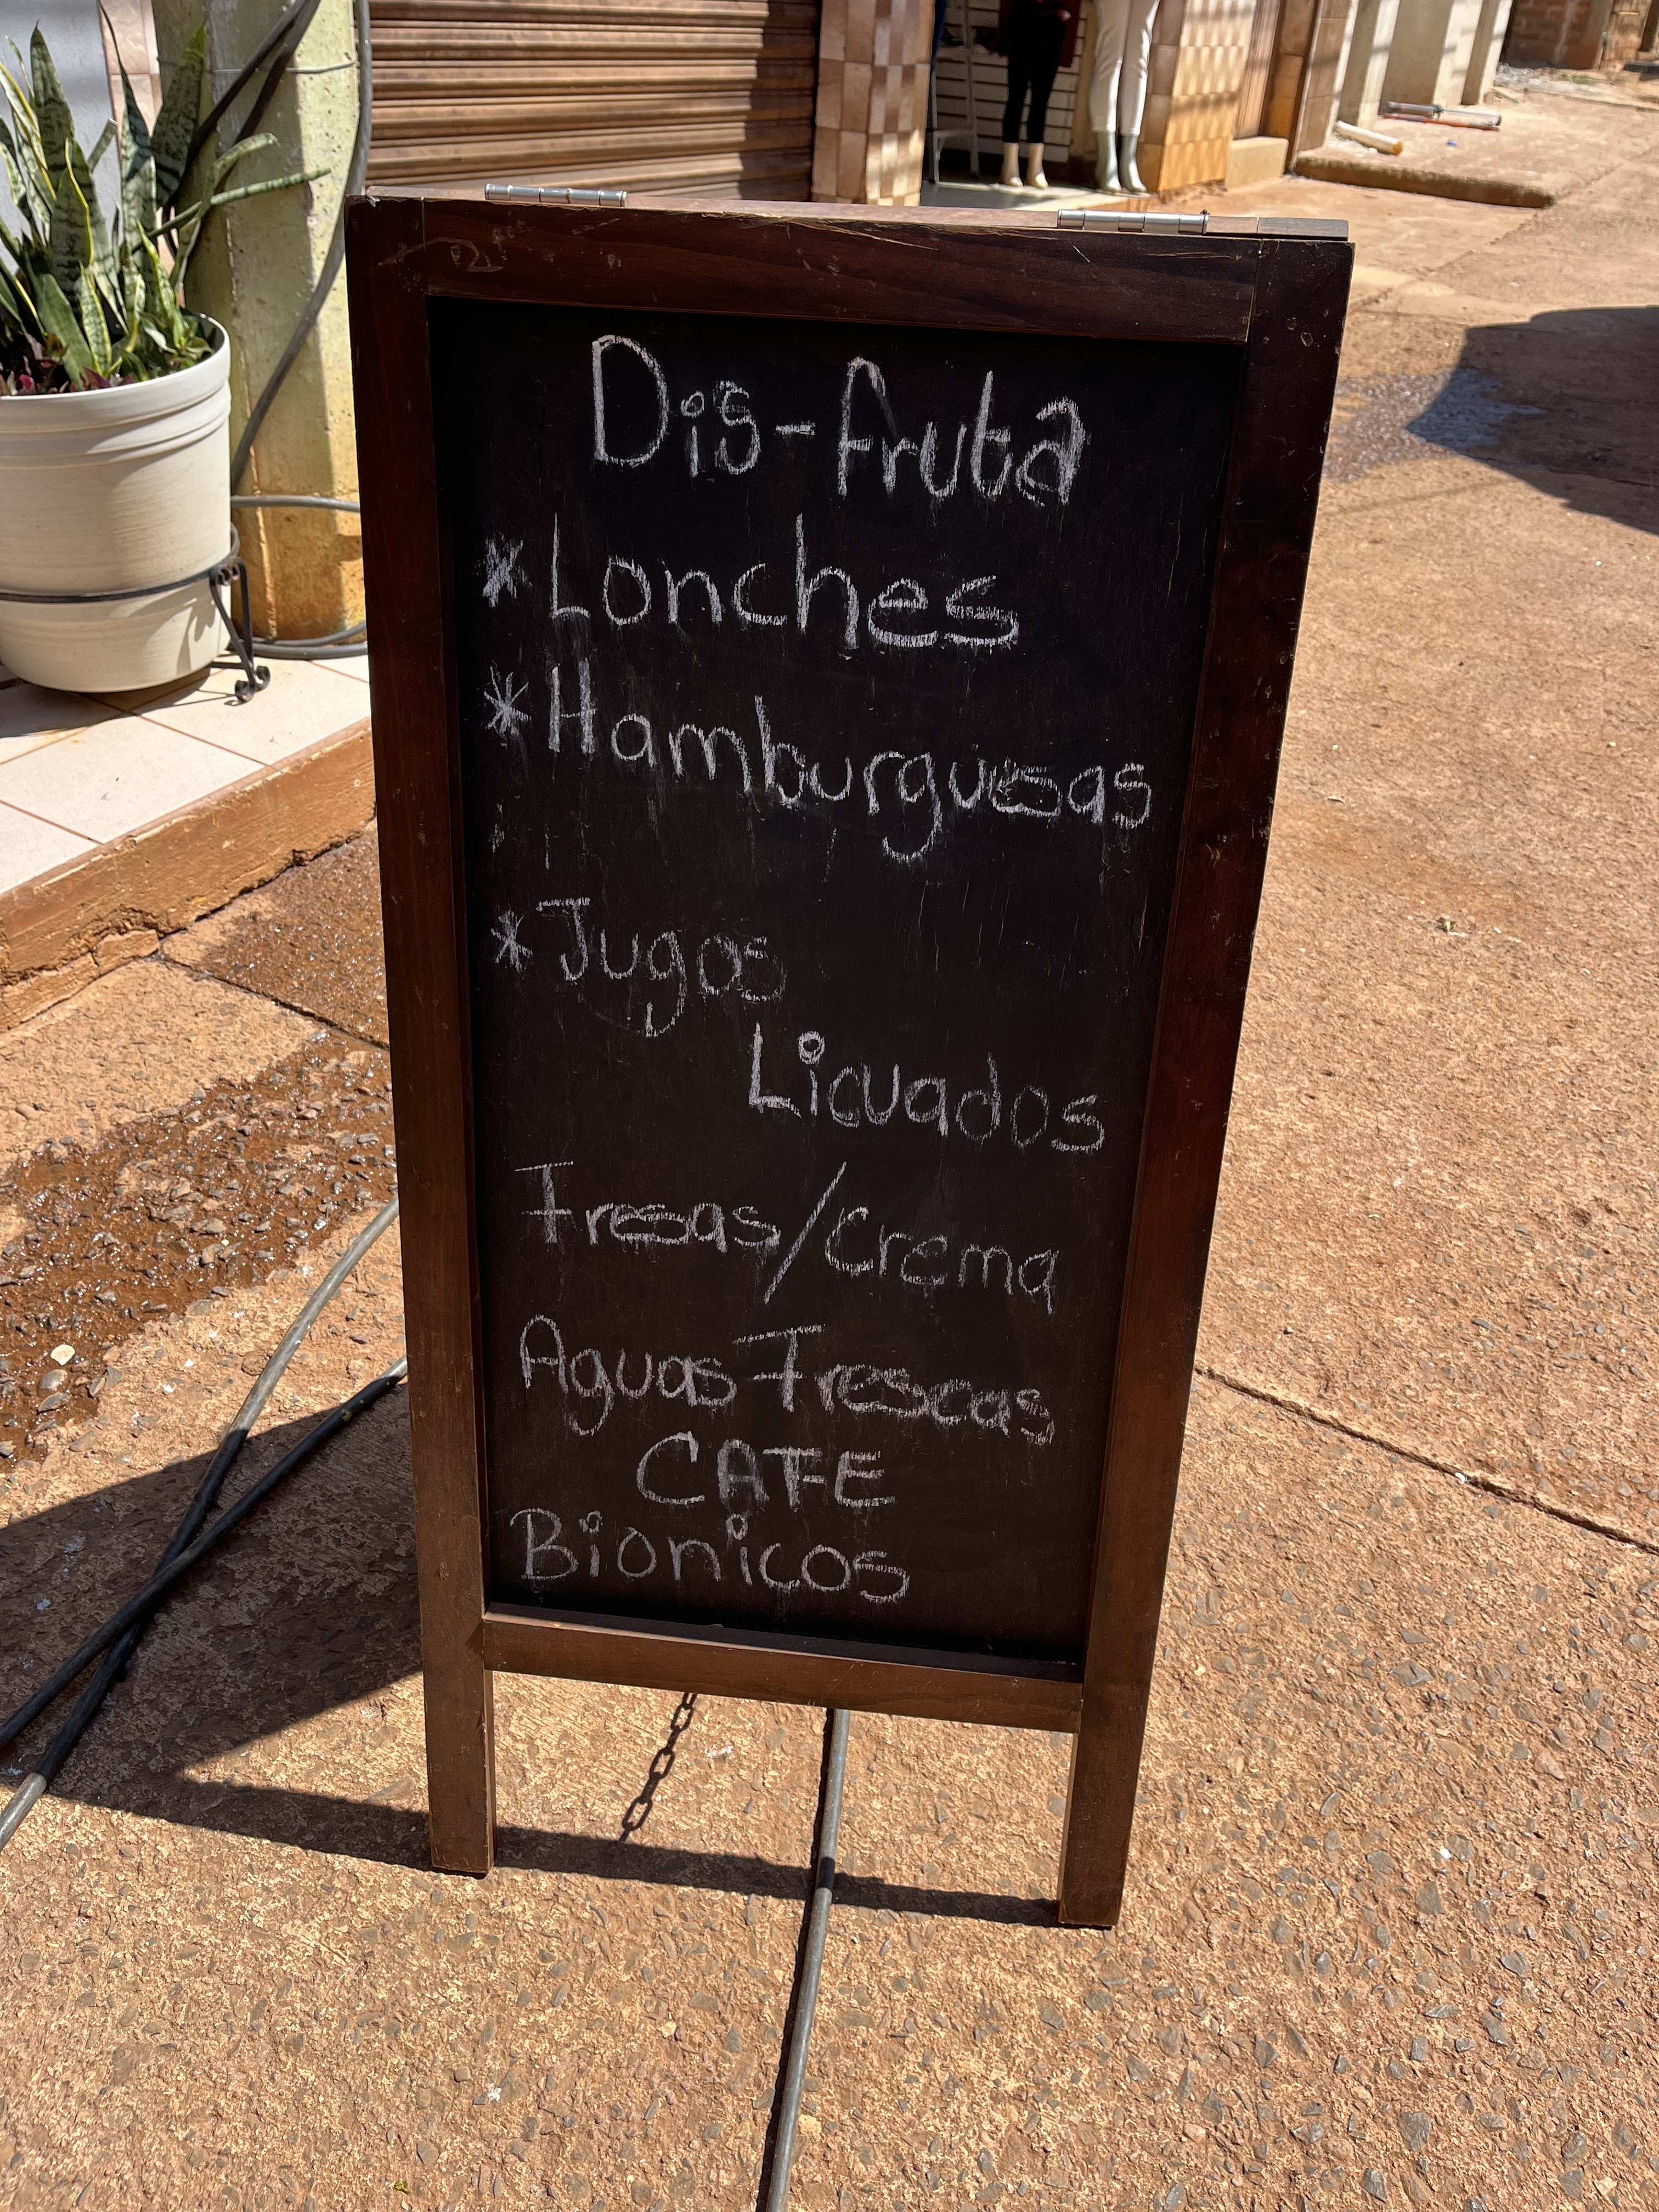 Dis-fruta
*Lonches
*Hamburguesas
*Jugos
Licuados
Fresas/crema
Aguas Frescas
CAFE
Bionicos